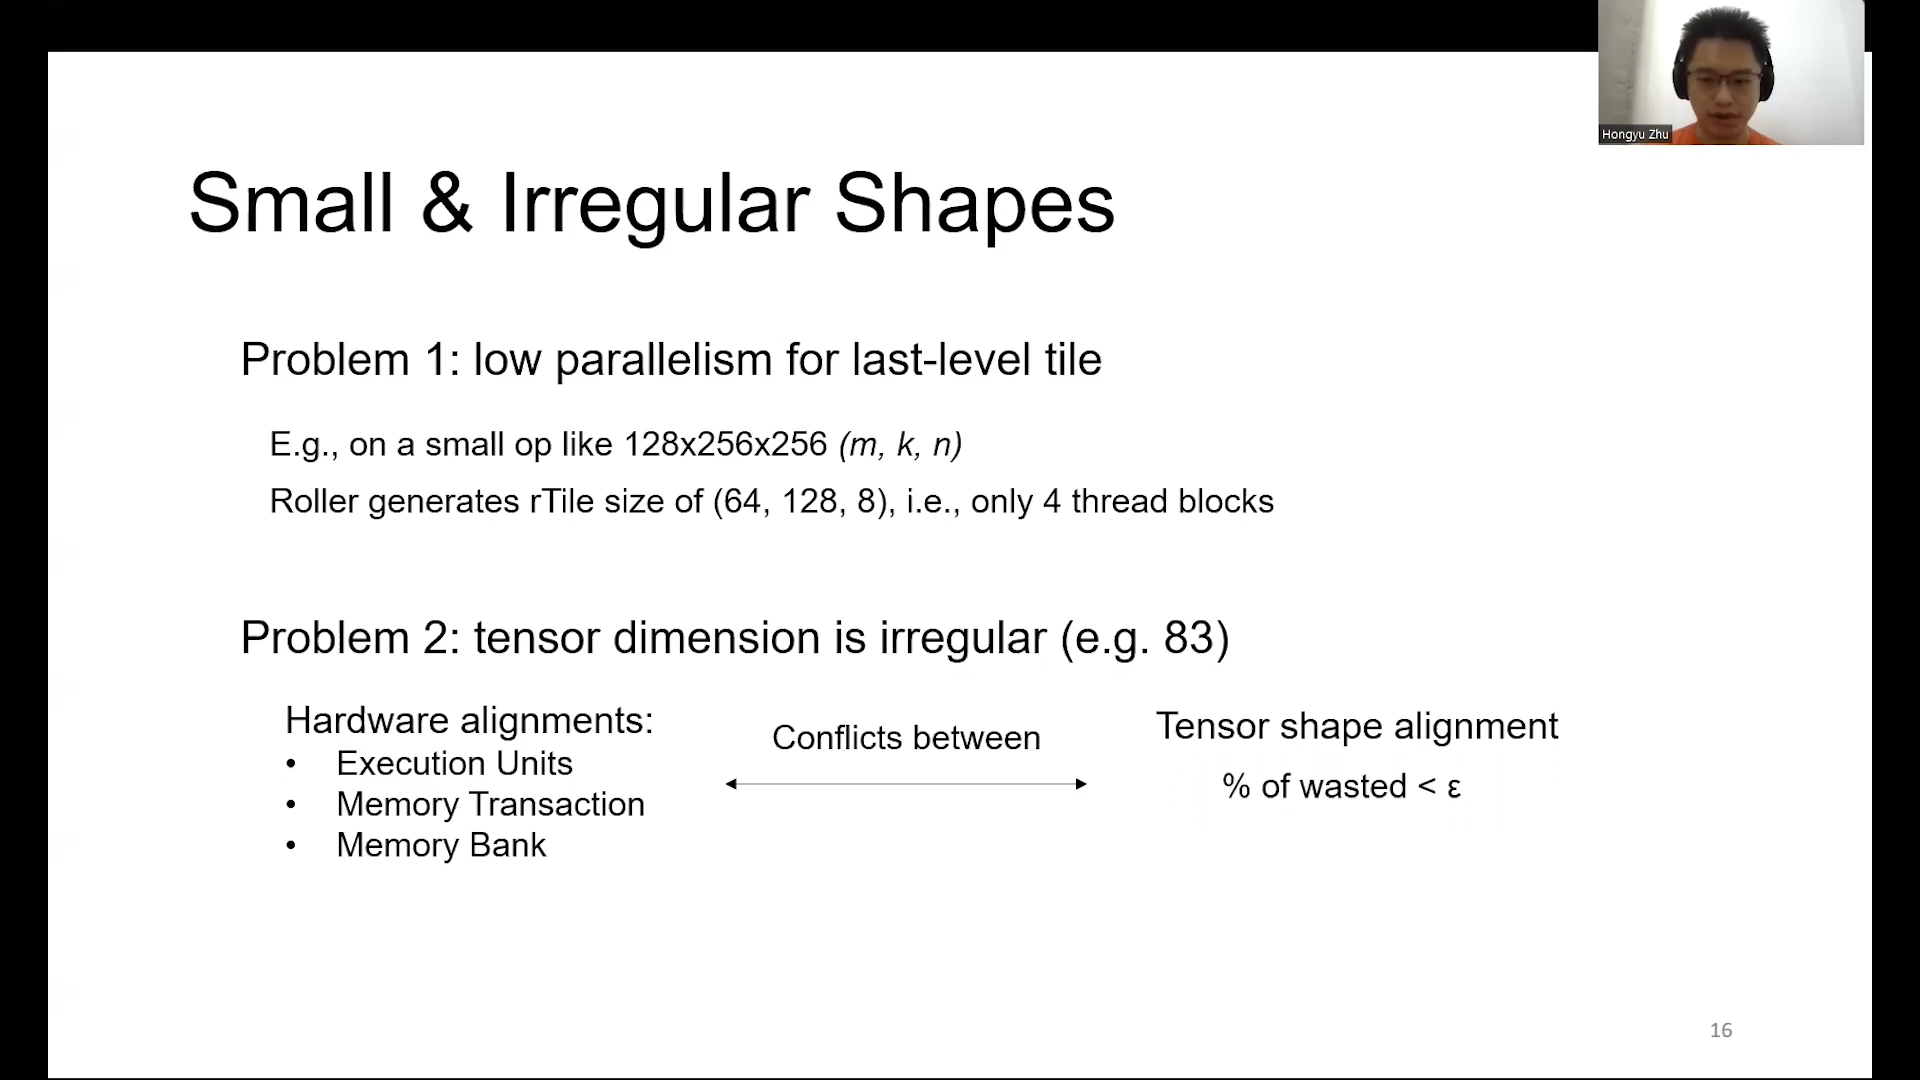 Hongyu Zhu
Small & Irregular Shapes
Problem 1: low parallelism for last-level tile
E.g., on a small op like 128x256x256 (m, k, n)
Roller generates rTile size of (64, 128, 8), i.e., only 4 thread blocks
Problem 2: tensor dimension is irregular (e.g. 83)
Hardware alignments:
• Execution Units
• Memory Transaction
• Memory Bank
Conflicts between
Tensor shape alignment
% of wasted < ε
16